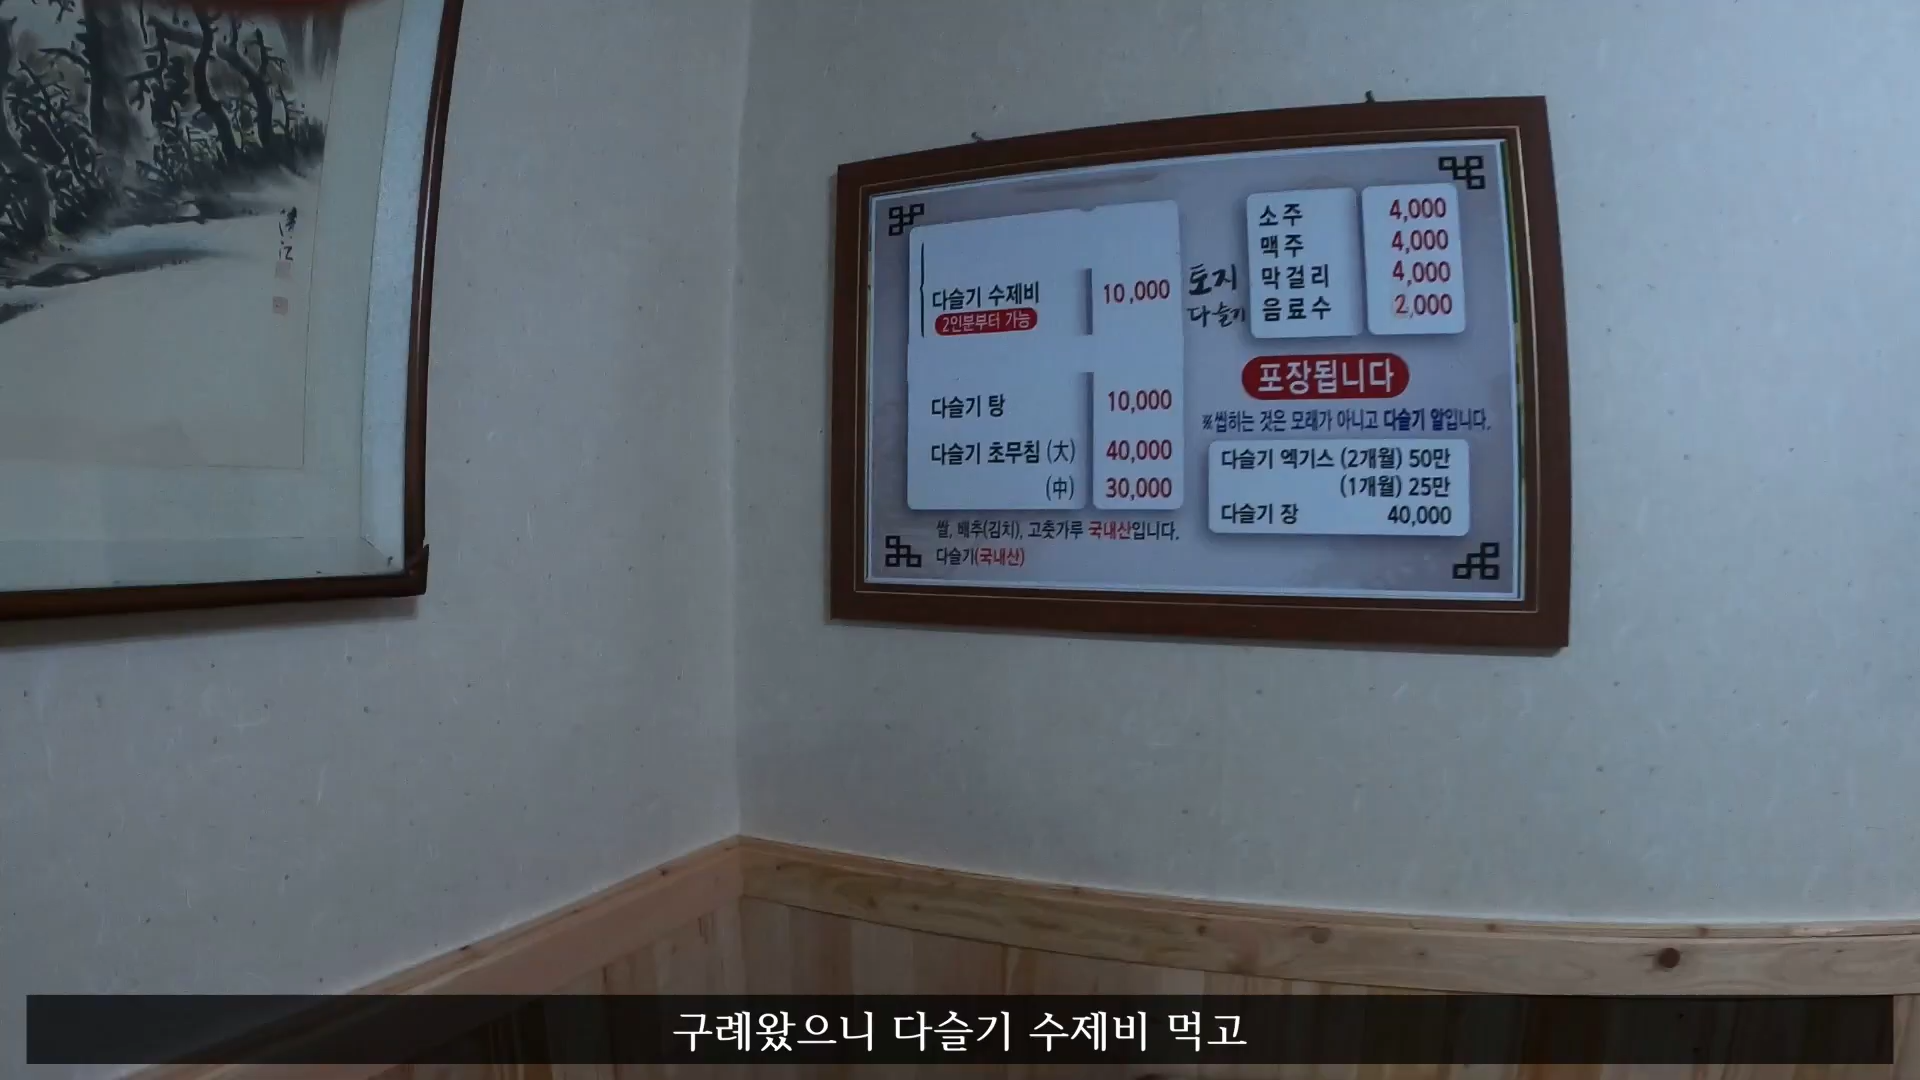 다슬기 수제비 10,000
2인분부터 가능
다슬기 탕 10,000
다슬기 초무침 (大) 40,000
(中) 30,000
쌀, 배추(김치), 고춧가루 국내산입니다.
다슬기(국내산)
토지
다슬기
소주 4,000
맥주 4,000
막걸리 4,000
음료수 2,000
포장됩니다
※씹히는 것은 모래가 아니고 다슬기 알입니다.
다슬기 엑기스 (2개월) 50만
(1개월) 25만
다슬기 장 40,000
구례왔으니 다슬기 수제비 먹고